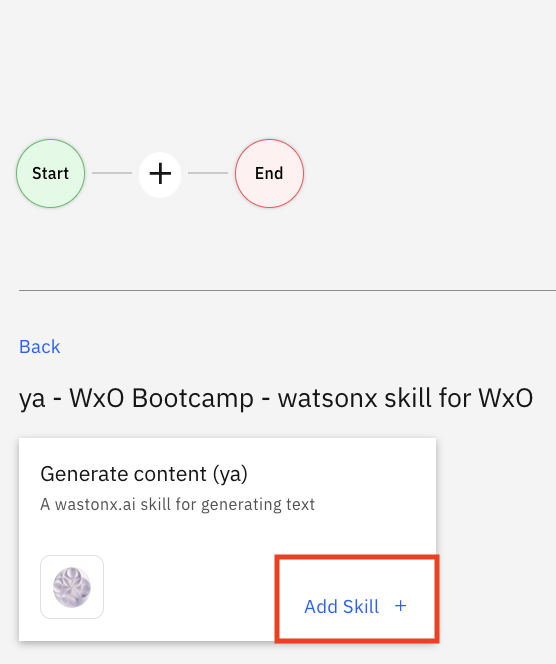 Start
+
End
Back
ya - WxO Bootcamp - watsonx skill for WxO
Generate content (ya)
A wastonx.ai skill for generating text
Add Skill +